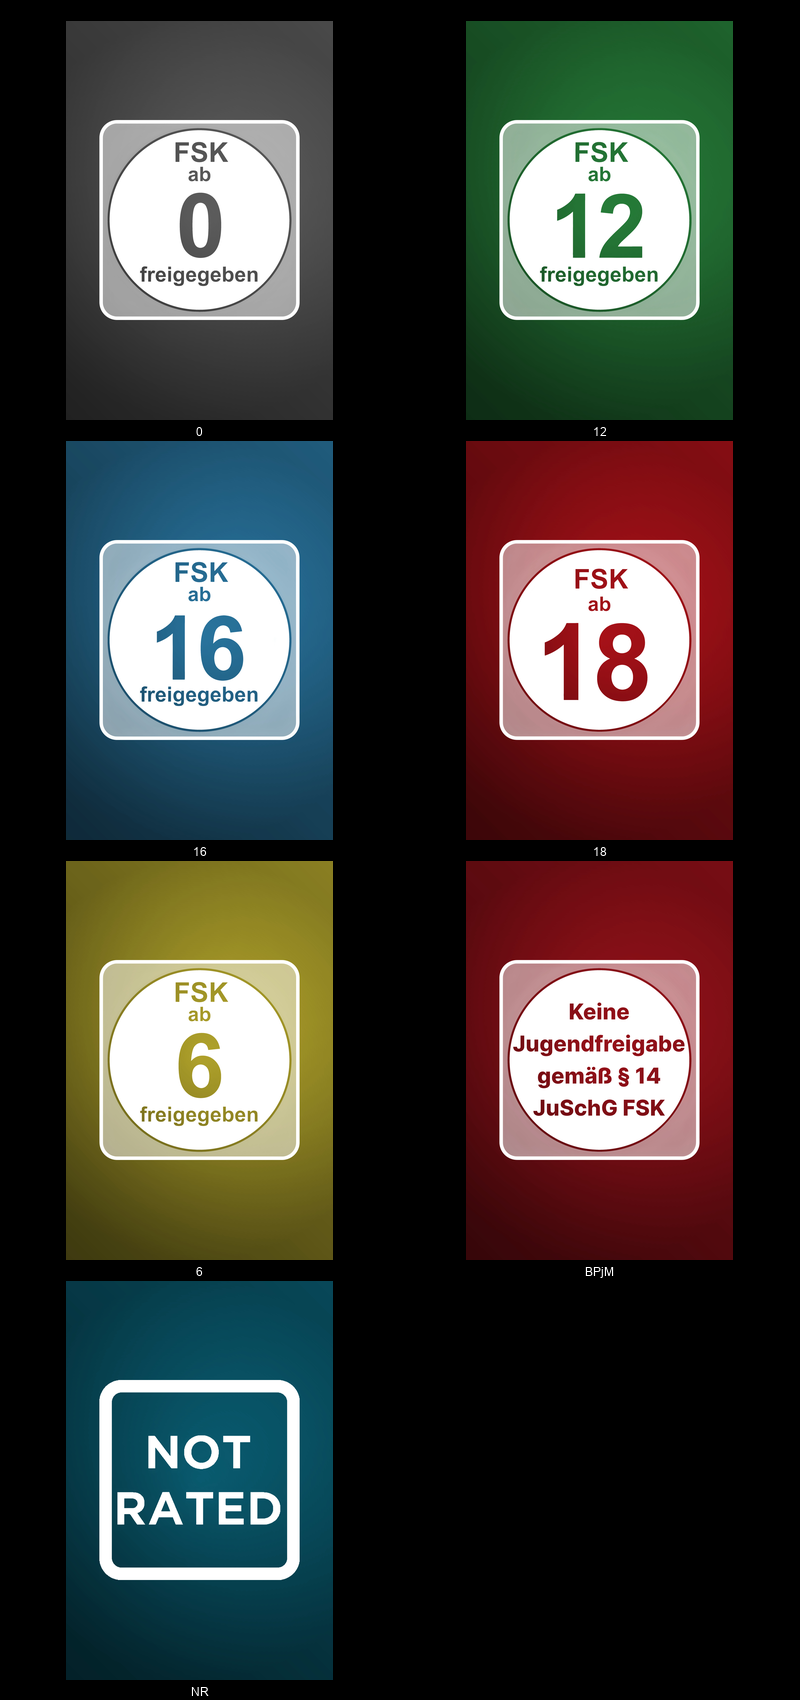 FSK
ab
0
freigegeben
0
FSK
ab
12
freigegeben
12
FSK
ab
16
freigegeben
16
FSK
ab
18
18
FSK
ab
6
freigegeben
6
Keine
Jugendfreigabe
gemäß § 14
JuSchG FSK
BPjM
NOT
RATED
NR